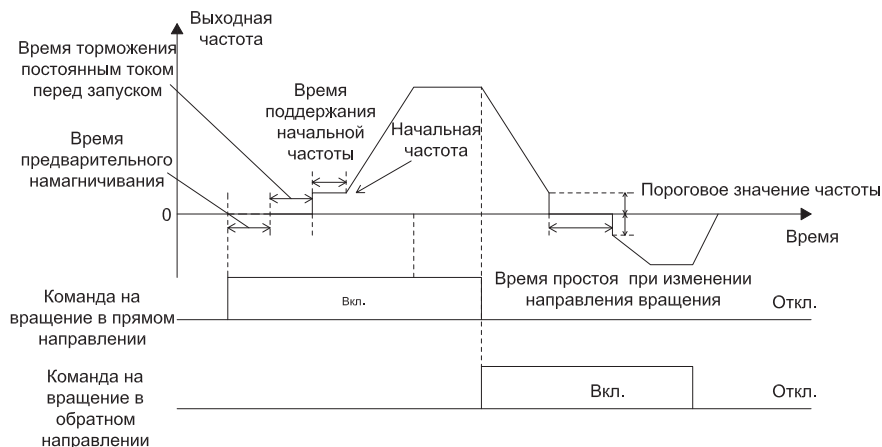 Выходная
частота
Время торможения
постоянным током
перед запуском
Время
поддержания
начальной
частоты
Начальная
частота
Время
предварительного
намагничивания
Пороговое значение частоты
0
Время
Время простоя при изменении
направления вращения
Команда на
вращение в прямом
направлении
Вкл.
Откл.
Команда на
вращение в
обратном
направлении
Вкл.
Откл.